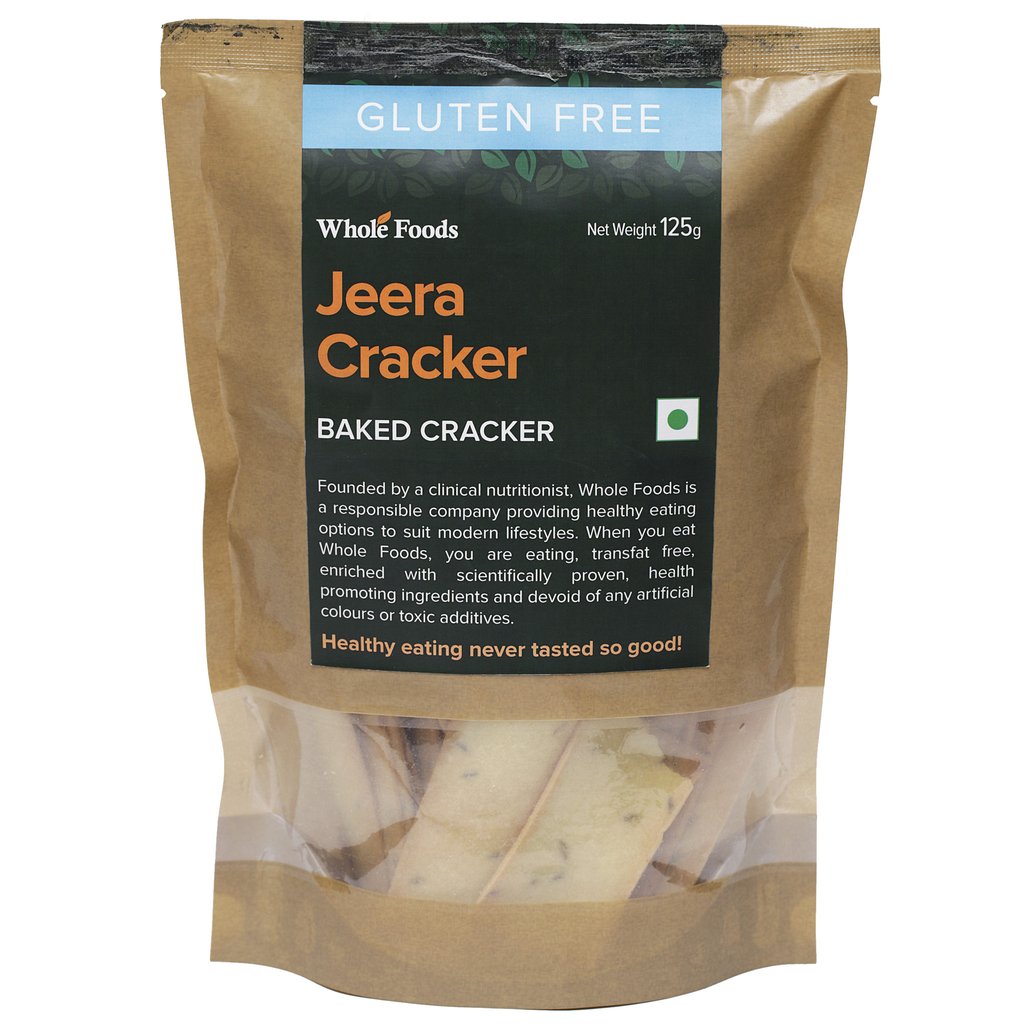 GLUTEN FREE
Whole Foods
Net Weight 125g
Jeera
Cracker
BAKED CRACKER
Founded by a clinical nutritionist, Whole Foods is
a responsible company providing healthy eating
options to suit modern lifestyles. When you eat
Whole Foods, you are eating, transfat free,
enriched with scientifically proven, health
promoting ingredients and devoid of any artificial
colours or toxic additives.
Healthy eating never tasted so good!